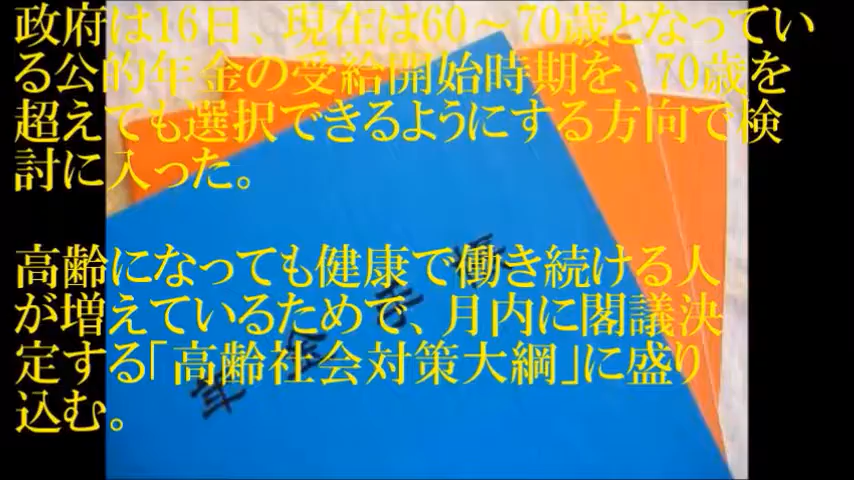 政府は16日、現在は60～70歳となってい
る公的年金の受給開始時期を、70歳を
超えても選択できるようにする方向で検
討に入った。
高齢になっても健康で働き続ける人
が増えているためで、月内に閣議決
定する「高齢社会対策大綱」に盛り
込む。
年金手帳